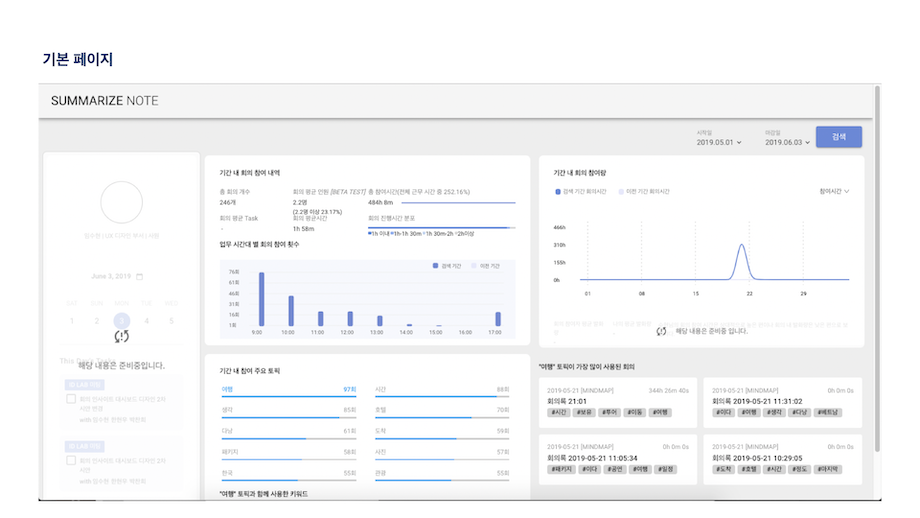 기본 페이지
SUMMARIZE NOTE
시작일
2019.05.01
마감일
2019.06.03
검색
June 3, 2019
1 2 3 4 5
해당 내용은 준비중입니다.
기간 내 회의 참여 내역
총 회의 개수
246개
회의 평균 인원 [BETA TEST]
2.2명
(2.2명 이상 23.17%)
총 참여시간(전체 근무 시간 중 252.16%)
484h 8m
회의 평균 Task
-
회의 평균시간
1h 58m
회의 진행시간 분포
1h 이내 1h-1h 30m 1h 30m-2h 2h이상
업무 시간대 별 회의 참여 횟수
검색 기간 이전 기간
76회
61회
46회
31회
16회
1회
9:00 10:00 11:00 12:00 13:00 14:00 15:00 16:00 17:00
기간 내 회의 참여량
검색 기간 회의시간 이전 기간 회의시간
참여시간
466h
310h
155h
0h
01 08 15 22 29
해당 내용은 준비중입니다.
기간 내 참여 주요 토픽
여행 97회
시간 88회
생각 85회
호텔 70회
다낭 61회
도착 59회
패키지 58회
사진 57회
한국 55회
관광 55회
"여행" 토픽과 함께 사용한 키워드
"여행" 토픽이 가장 많이 사용된 회의
2019-05-21 [MINDMAP] 344h 26m 40s
회의록 21:01
#시간 #보유 #투어 #이동 #여행
2019-05-21 [MINDMAP] 0h 0m 0s
회의록 2019-05-21 11:31:02
#이다 #여행 #생각 #다낭 #베트남
2019-05-21 [MINDMAP] 0h 0m 0s
회의록 2019-05-21 11:05:34
#패키지 #이다 #공연 #여행 #일정
2019-05-21 [MINDMAP] 0h 0m 0s
회의록 2019-05-21 10:29:05
#도착 #호텔 #시간 #정도 #마지막